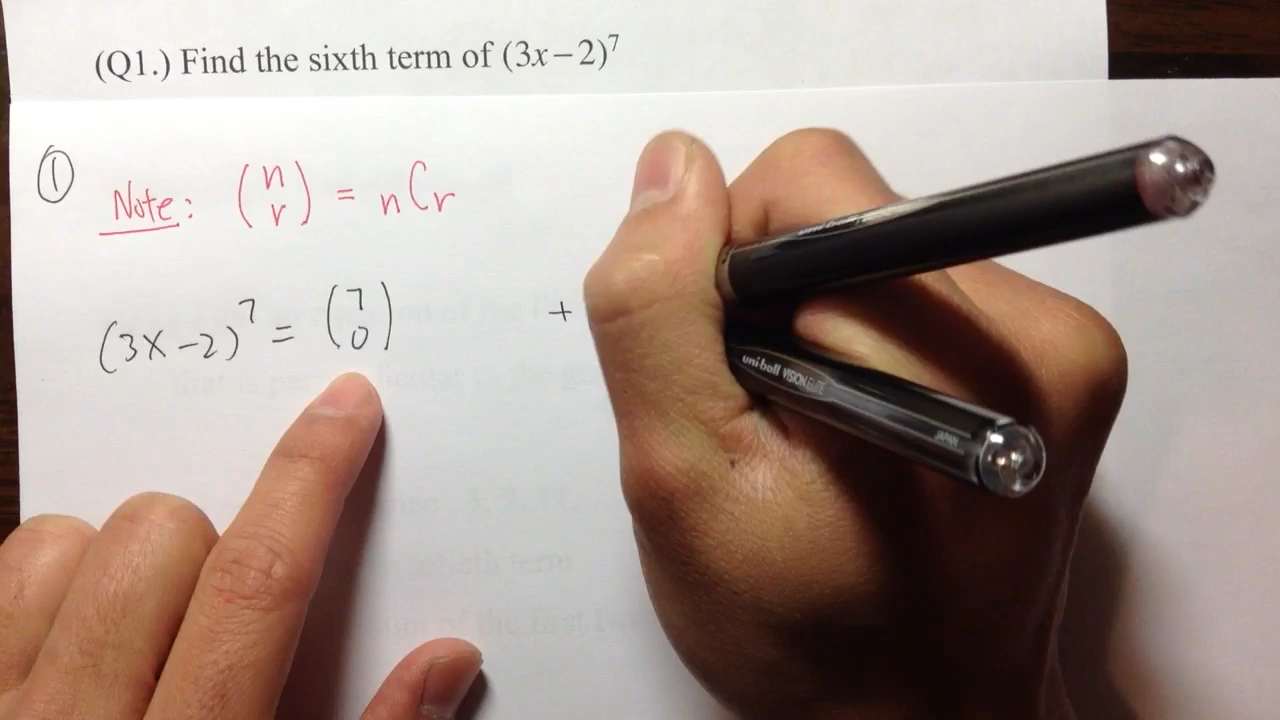 (Q1.) Find the sixth term of (3x−2)⁷
① Note: (n r) = nCr
(3x−2)⁷ = (7 0) +
uni-ball VISION ELITE
JAPAN